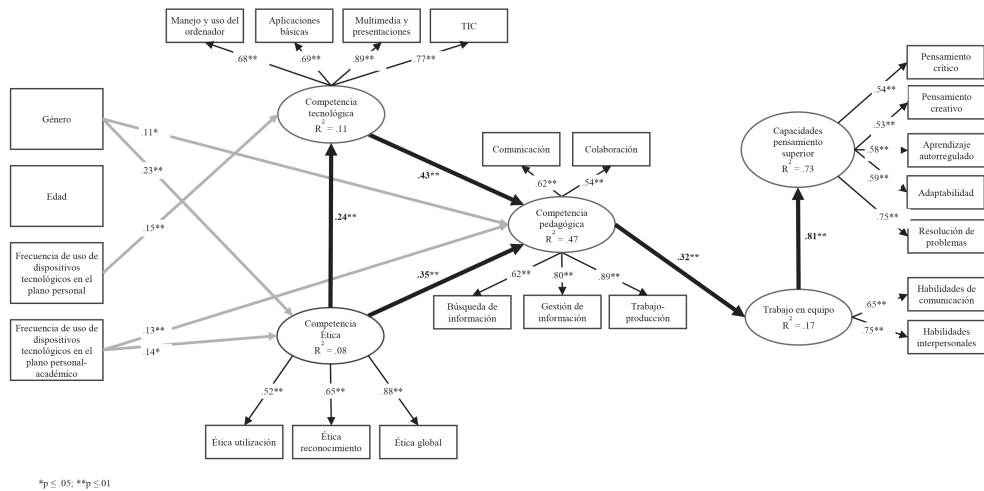 Manejo y uso del
ordenador
Aplicaciones
básicas
Multimedia y
presentaciones
TIC
.68**
.69**
.89**
.77**
Competencia
tecnológica
R² = .11
Género
Edad
Frecuencia de uso de
dispositivos
tecnológicos en el
plano personal
Frecuencia de uso de
dispositivos
tecnológicos en el
plano personal-
académico
.11*
.23**
.15**
.13**
.14*
.24**
.43**
.35**
Comunicación
Colaboración
.62**
.54**
Competencia
pedagógica
R² = .47
.62**
.80**
.89**
Búsqueda de
información
Gestión de
información
Trabajo-
producción
Competencia
Ética
R² = .08
.52**
.65**
.88**
Ética utilización
Ética
reconocimiento
Ética global
.32**
Capacidades
pensamiento
superior
R² = .73
.81**
Trabajo en equipo
R² = .17
.54**
.53**
.58**
.59**
.75**
Pensamiento
crítico
Pensamiento
creativo
Aprendizaje
autorregulado
Adaptabilidad
Resolución de
problemas
.65**
.75**
Habilidades de
comunicación
Habilidades
interpersonales
*p ≤ .05; **p ≤ 01